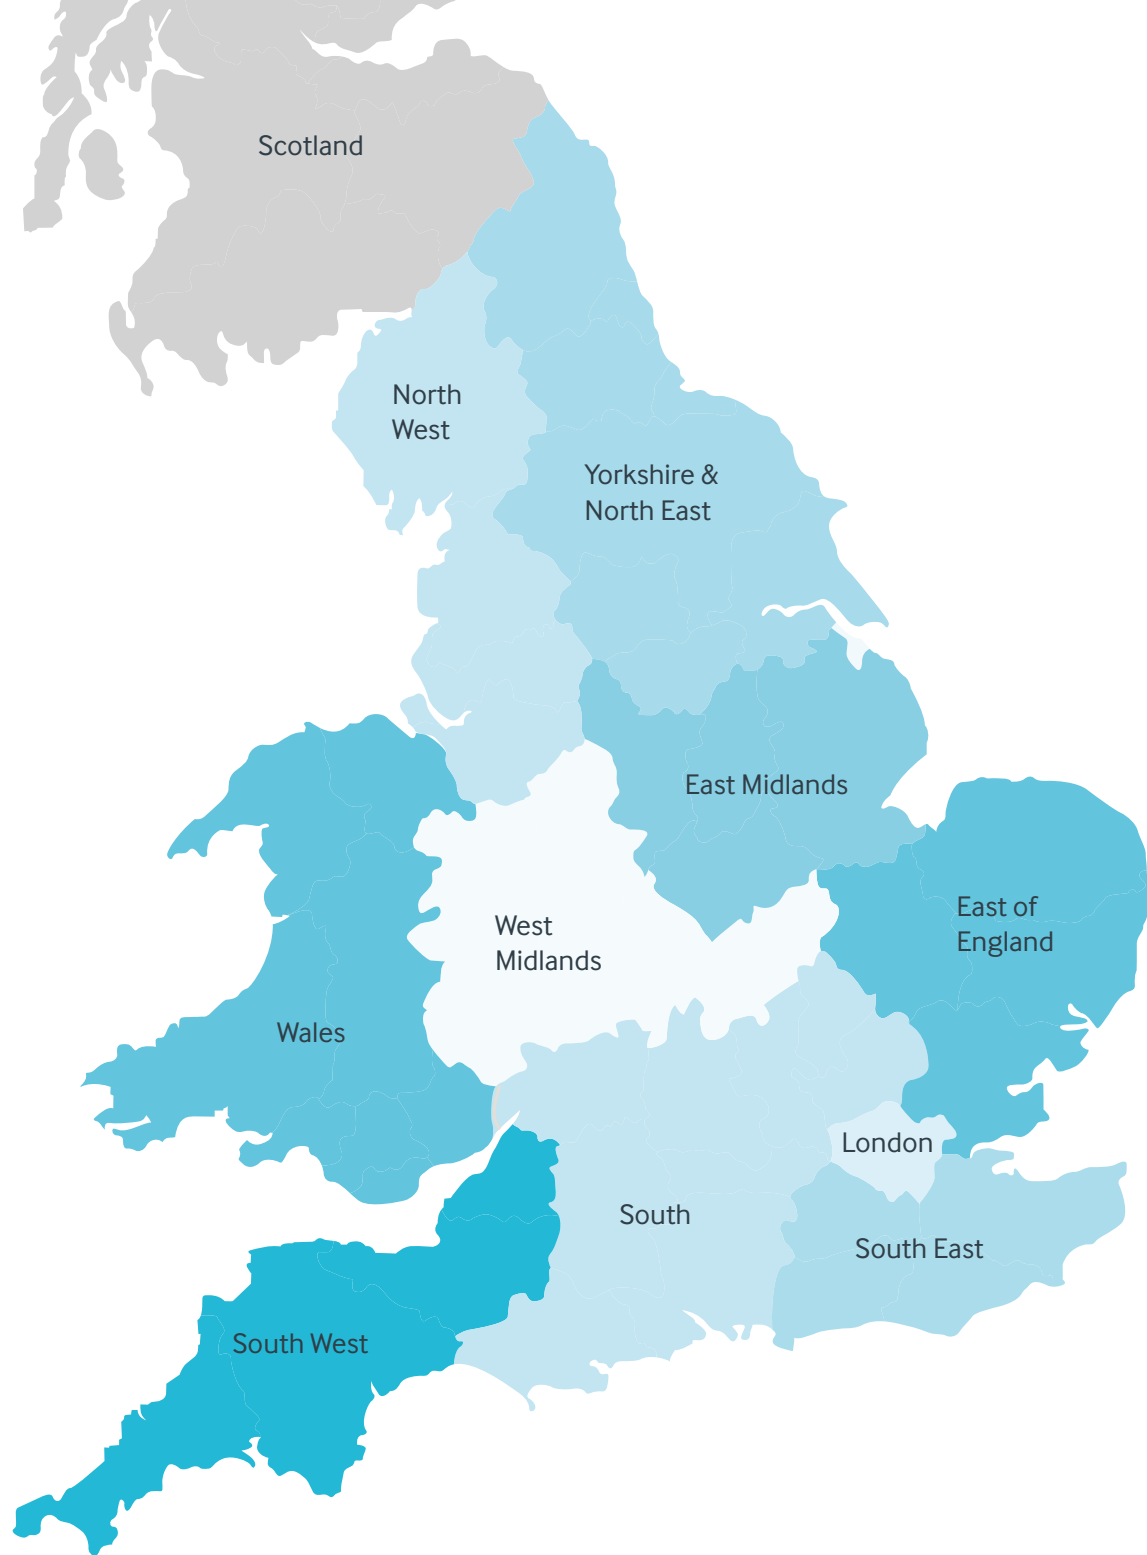 Scotland
North
West
Yorkshire &
North East
East Midlands
East of
England
West
Midlands
Wales
London
South
South East
South West